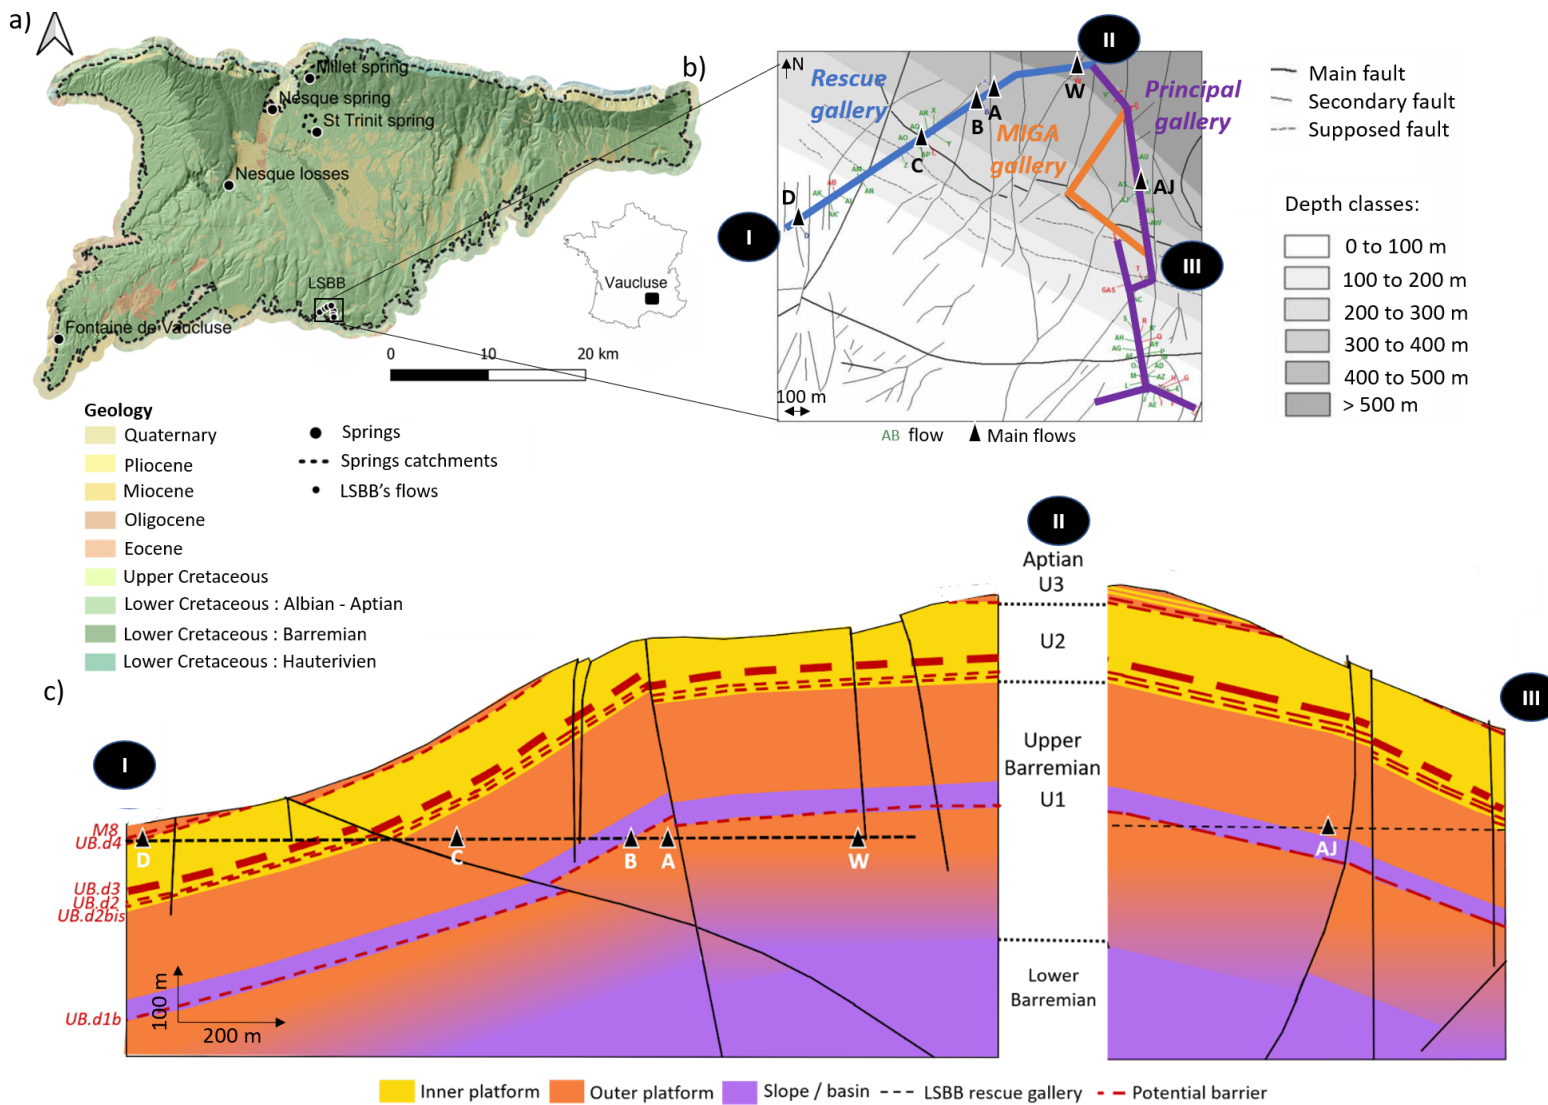 a)
Millet spring
Nesque spring
St Trinit spring
Nesque losses
LSBB
Fontaine de Vaucluse
Vaucluse
0 10 20 km
Geology
Quaternary
Pliocene
Miocene
Oligocene
Eocene
Upper Cretaceous
Lower Cretaceous : Albian - Aptian
Lower Cretaceous : Barremian
Lower Cretaceous : Hauterivien
Springs
Springs catchments
LSBB's flows
b)
N
II
Rescue
gallery
Principal
gallery
MIGA
gallery
W
A
B
C
D
AJ
I
III
GAS
100 m
AB flow
Main flows
Main fault
Secondary fault
Supposed fault
Depth classes:
0 to 100 m
100 to 200 m
200 to 300 m
300 to 400 m
400 to 500 m
> 500 m
c)
I
II
III
Aptian
U3
U2
Upper
Barremian
U1
Lower
Barremian
M8
UB.d4
UB.d3
UB.d2
UB.d2bis
UB.d1b
D
C
B
A
W
AJ
100 m
200 m
Inner platform
Outer platform
Slope / basin
LSBB rescue gallery
Potential barrier